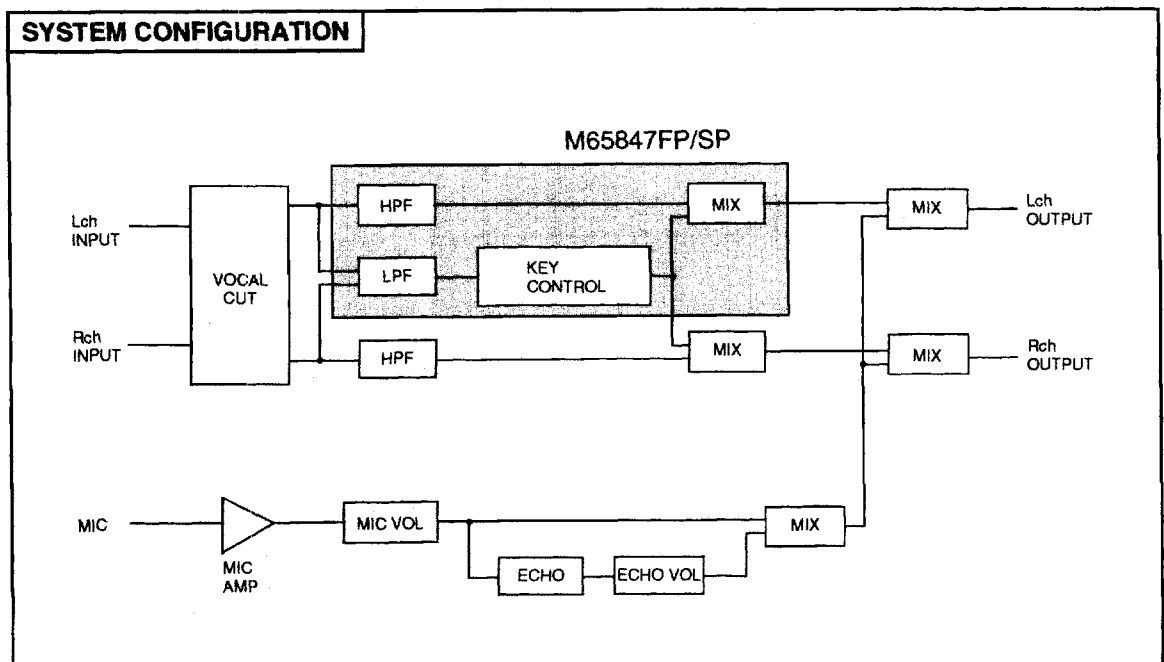 SYSTEM CONFIGURATION
M65847FP/SP
HPF
MIX
MIX
Lch
INPUT
Lch
OUTPUT
VOCAL
CUT
LPF
KEY
CONTROL
Rch
INPUT
HPF
MIX
MIX
Rch
OUTPUT
MIC
MIC
AMP
MIC VOL
MIX
ECHO
ECHO VOL